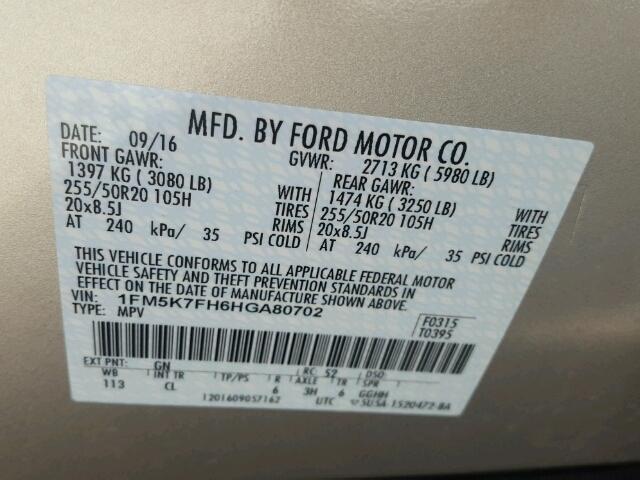 MFD. BY FORD MOTOR CO.
DATE: 09/16 GVWR: 2713 KG ( 5980 LB)
FRONT GAWR: REAR GAWR:
1397 KG ( 3080 LB) WITH 1474 KG ( 3250 LB) WITH
255/50R20 105H TIRES 255/50R20 105H TIRES
20x8.5J RIMS 20x8.5J RIMS
AT 240 kPa/ 35 PSI COLD AT 240 kPa/ 35 PSI COLD
THIS VEHICLE CONFORMS TO ALL APPLICABLE FEDERAL MOTOR
VEHICLE SAFETY AND THEFT PREVENTION STANDARDS IN
EFFECT ON THE DATE OF MANUFACTURE SHOWN ABOVE.
VIN: 1FM5K7FH6HGA80702
TYPE: MPV
F0315
T0395
EXT PNT: GN RC: 52 DSO:
WB INT TR TP/PS R AXLE TR SPR
113 CL 6 3H 6 GGHH
1201609057162 UTC